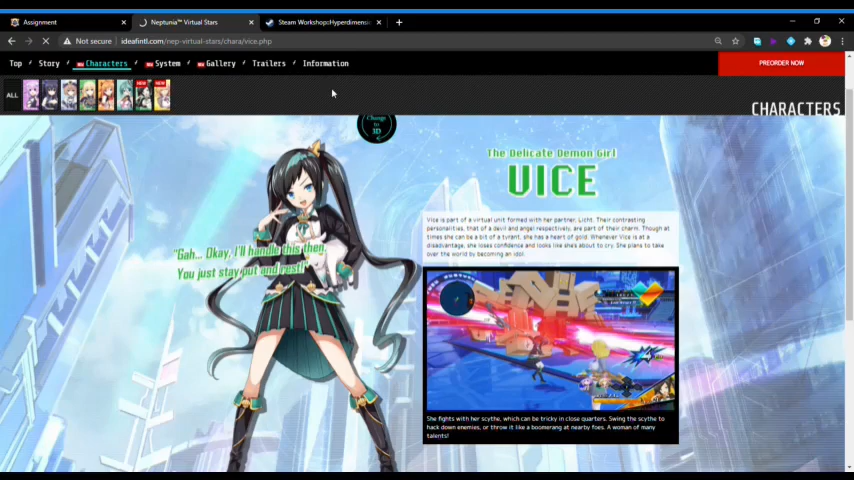 Assignment
Neptunia™ Virtual Stars
Steam Workshop::Hyperdimensi
Not secure
ideafintl.com/nep-virtual-stars/chara/vice.php
Top
Story
NEW Characters
NEW System
NEW Gallery
Trailers
Information
PREORDER NOW
ALL
NEW
NEW
CHARACTERS
Change
to
3D
The Delicate Demon Girl
VICE
Vice is part of a virtual unit formed with her partner, Licht. Their contrasting
personalities, that of a devil and angel respectively, are part of their charm. Though at
times she can be a bit of a tyrant, she has a heart of gold. Whenever Vice is at a
disadvantage, she loses confidence and looks like she's about to cry. She plans to take
over the world by becoming an idol.
"Gah... Okay, I'll handle this then.
You just stay put and rest!"
She fights with her scythe, which can be tricky in close quarters. Swing the scythe to
hack down enemies, or throw it like a boomerang at nearby foes. A woman of many
talents!